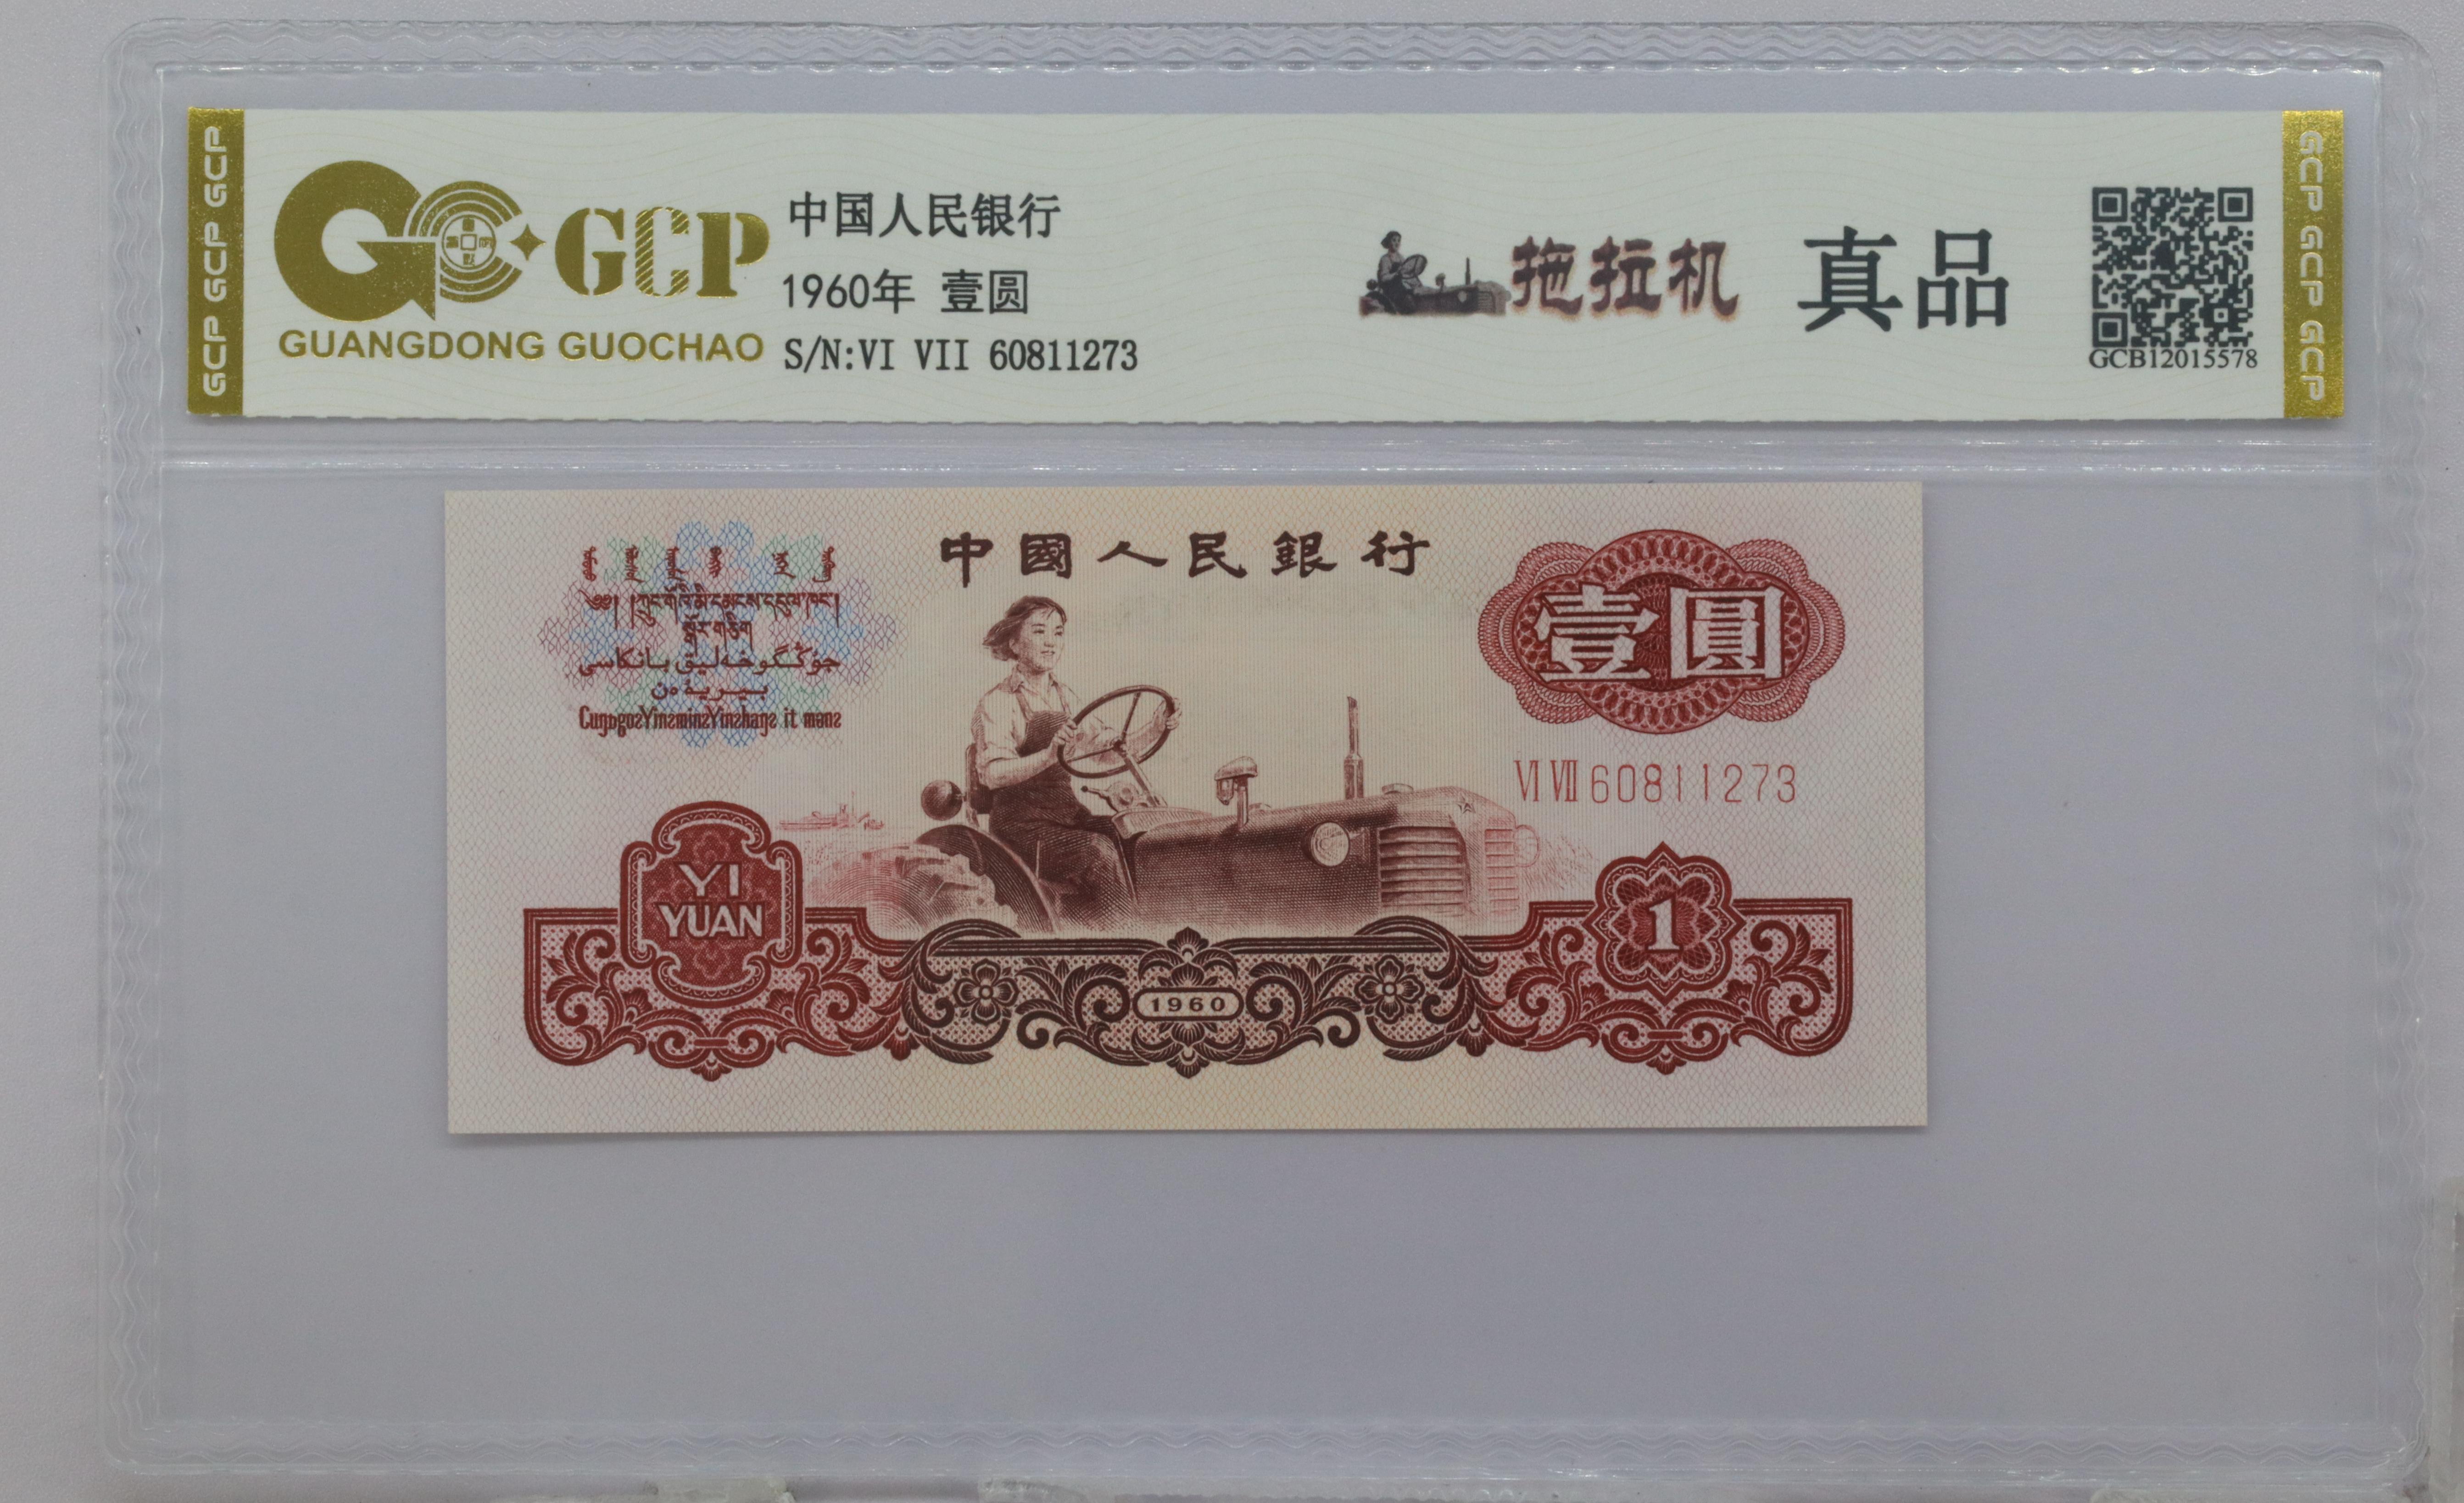 GCP GCP GCP
GCP
GUANGDONG GUOCHAO
中国人民银行
1960年 壹圆
S/N:VI VII 60811273
拖拉机 真品
GCB12015578
GCP GCP GCP
中國人民銀行
壹圓
VI VII 60811273
YI
YUAN
1
1960